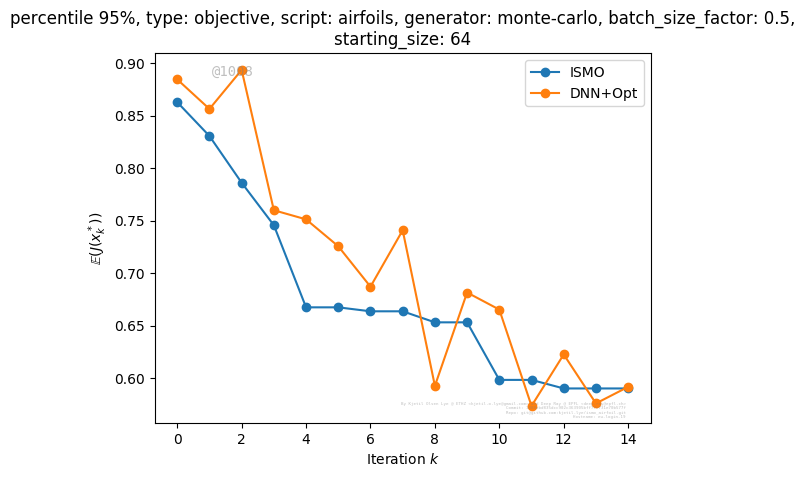 percentile 95%, type: objective, script: airfoils, generator: monte-carlo, batch_size_factor: 0.5,
starting_size: 64
0.90
0.85
0.80
0.75
0.70
0.65
0.60
𝔼(J(x*k))
ISMO
DNN+Opt
0 2 4 6 8 10 12 14
Iteration k